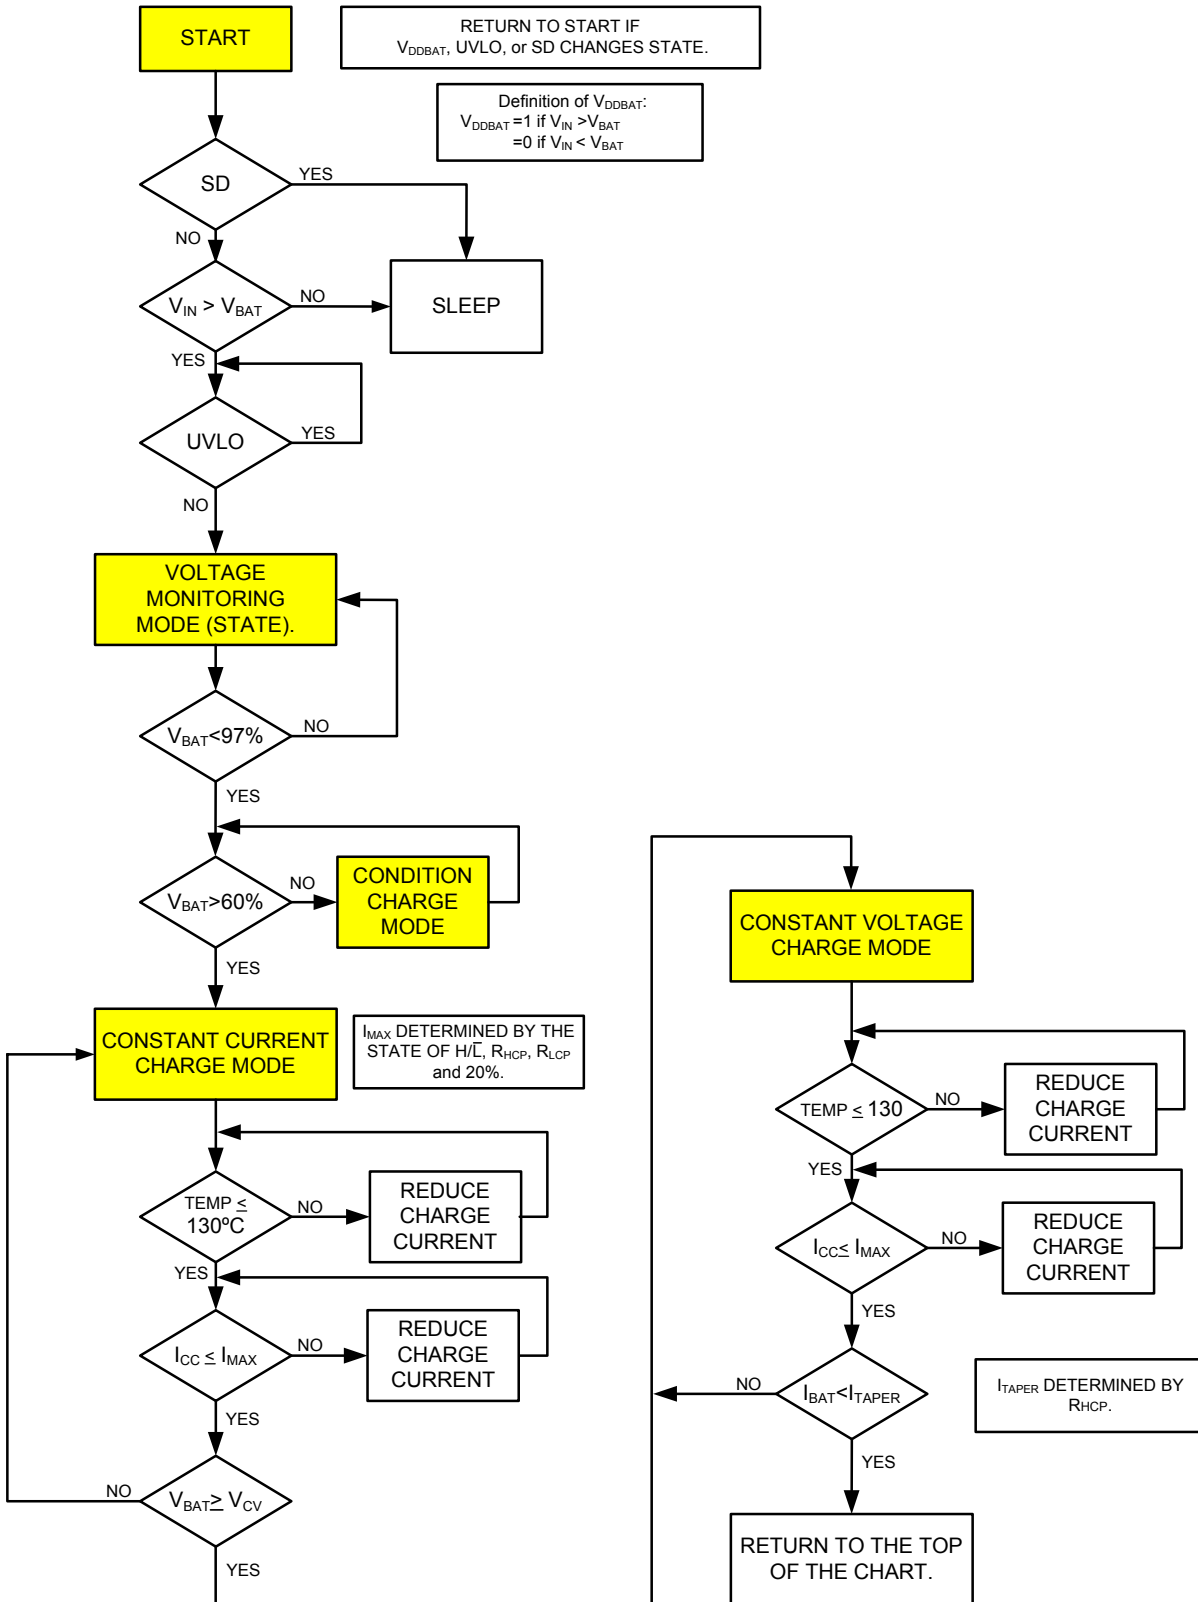 START
RETURN TO START IF
VDDBAT, UVLO, or SD CHANGES STATE.
Definition of VDDBAT:
VDDBAT =1 if VIN >VBAT
=0 if VIN < VBAT
SD
YES
NO
VIN > VBAT
NO
SLEEP
YES
UVLO
YES
NO
VOLTAGE
MONITORING
MODE (STATE).
VBAT<97%
NO
YES
VBAT>60%
NO
CONDITION
CHARGE
MODE
YES
CONSTANT CURRENT
CHARGE MODE
IMAX DETERMINED BY THE
STATE OF H/L̅, RHCP, RLCP
and 20%.
TEMP ≤
130ºC
NO
REDUCE
CHARGE
CURRENT
YES
ICC ≤ IMAX
NO
REDUCE
CHARGE
CURRENT
YES
VBAT ≥ VCV
NO
YES
CONSTANT VOLTAGE
CHARGE MODE
TEMP ≤ 130
NO
REDUCE
CHARGE
CURRENT
YES
ICC≤ IMAX
NO
REDUCE
CHARGE
CURRENT
YES
IBAT<ITAPER
NO
ITAPER DETERMINED BY
RHCP.
YES
RETURN TO THE TOP
OF THE CHART.